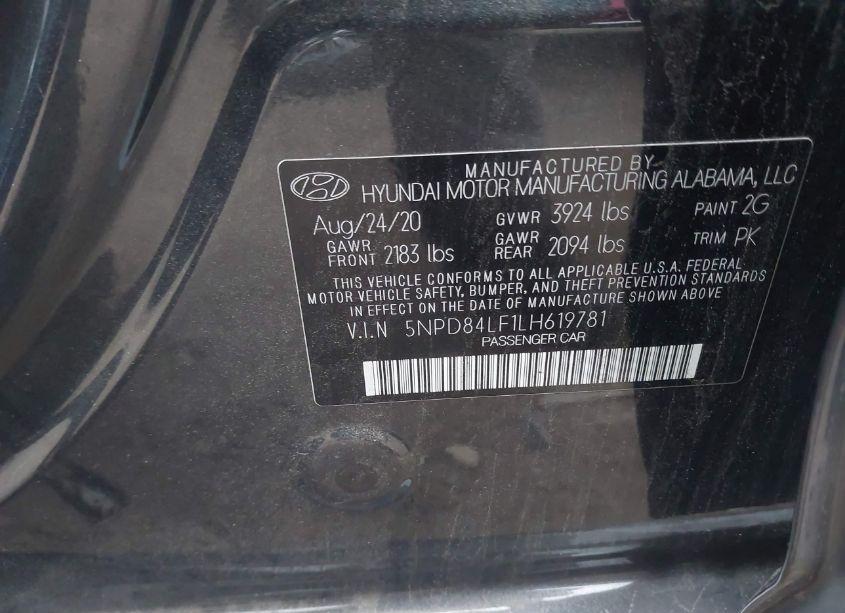 MANUFACTURED BY
HYUNDAI MOTOR MANUFACTURING ALABAMA, LLC
Aug/24/20 GVWR 3924 lbs PAINT 2G
GAWR FRONT 2183 lbs GAWR REAR 2094 lbs TRIM PK
THIS VEHICLE CONFORMS TO ALL APPLICABLE U.S.A. FEDERAL
MOTOR VEHICLE SAFETY, BUMPER, AND THEFT PREVENTION STANDARDS
IN EFFECT ON THE DATE OF MANUFACTURE SHOWN ABOVE
V.I.N 5NPD84LF1LH619781
PASSENGER CAR